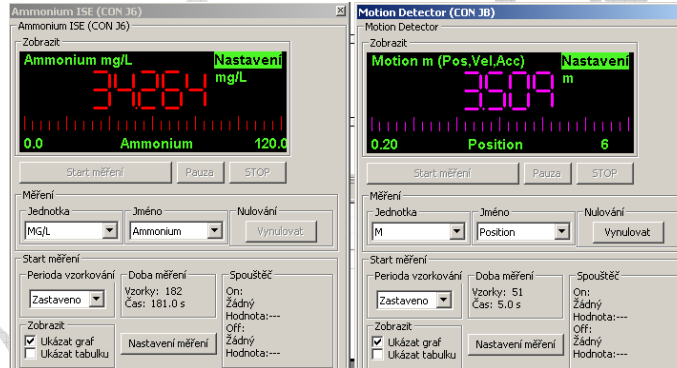 Ammonium ISE (CON J6)
Ammonium ISE (CON J6)
Zobrazit
Ammonium mg/L Nastavení
34.264 mg/L
0.0 Ammonium 120.0
Start měření Pauza STOP
Měření
Jednotka Jméno Nulování
MG/L Ammonium Vynulovat
Start měření
Perioda vzorkování Doba měření Spouštěč
Zastaveno
Vzorky: 182
Čas: 181.0 s
On:
Žádný
Hodnota:---
Off:
Žádný
Hodnota:---
Zobrazit
Ukázat graf
Ukázat tabulku
Nastavení měření
Motion Detector (CON JB)
Motion Detector
Zobrazit
Motion m (Pos,Vel,Acc) Nastavení
3.509 m
0.20 Position 6
Start měření Pauza STOP
Měření
Jednotka Jméno Nulování
M Position Vynulovat
Start měření
Perioda vzorkování Doba měření Spouštěč
Zastaveno
Vzorky: 51
Čas: 5.0 s
On:
Žádný
Hodnota:---
Off:
Žádný
Hodnota:---
Zobrazit
Ukázat graf
Ukázat tabulku
Nastavení měření